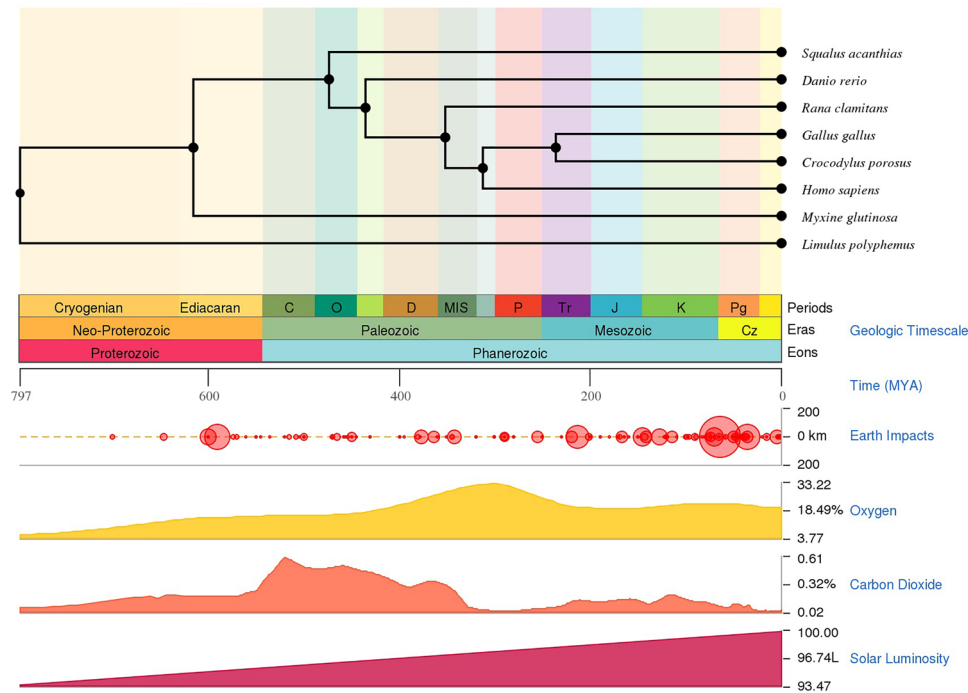 Squalus acanthias
Danio rerio
Rana clamitans
Gallus gallus
Crocodylus porosus
Homo sapiens
Myxine glutinosa
Limulus polyphemus
Cryogenian Ediacaran C O D MIS P Tr J K Pg Periods
Neo-Proterozoic Paleozoic Mesozoic Cz Eras Geologic Timescale
Proterozoic Phanerozoic Eons
Time (MYA)
797 600 400 200 0
200
0 km Earth Impacts
200
33.22
18.49% Oxygen
3.77
0.61
0.32% Carbon Dioxide
0.02
100.00
96.74L Solar Luminosity
93.47